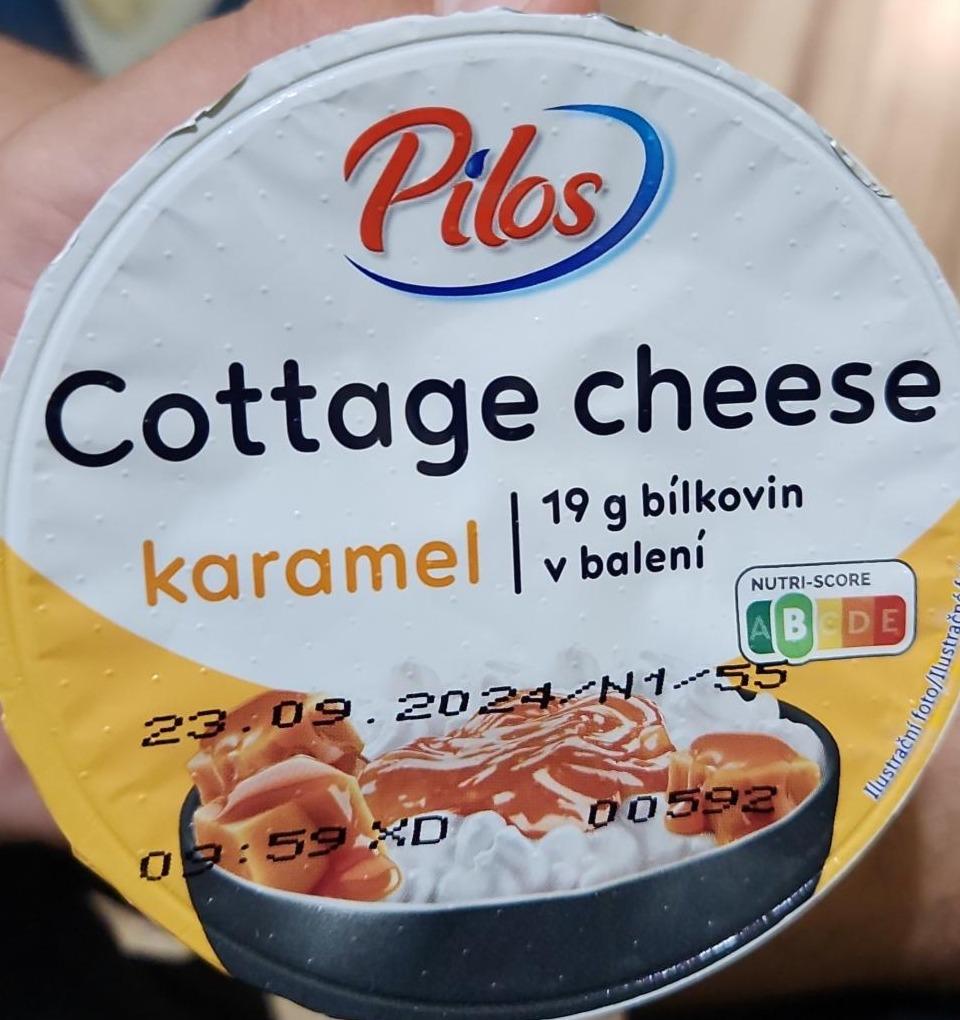 Pilos
Cottage cheese
karamel
19 g bílkovin
v balení
NUTRI-SCORE
A B C D E
23.09.2024/N1/55
09:59 XD 00592
Ilustrační foto/Ilustračné